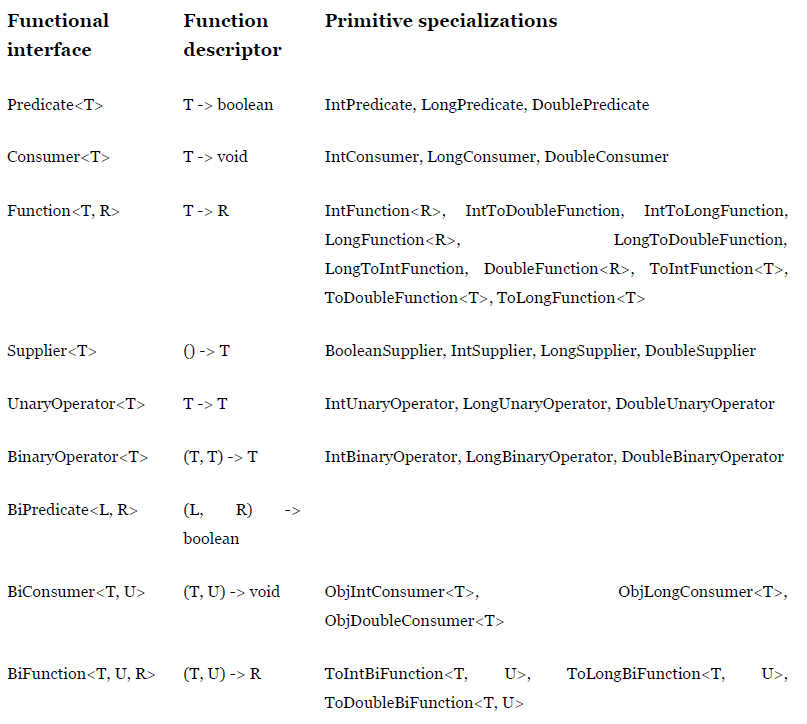 Functional Function Primitive specializations
interface descriptor
Predicate<T> T -> boolean IntPredicate, LongPredicate, DoublePredicate
Consumer<T> T -> void IntConsumer, LongConsumer, DoubleConsumer
Function<T, R> T -> R IntFunction<R>, IntToDoubleFunction, IntToLongFunction,
LongFunction<R>, LongToDoubleFunction,
LongToIntFunction, DoubleFunction<R>, ToIntFunction<T>,
ToDoubleFunction<T>, ToLongFunction<T>
Supplier<T> () -> T BooleanSupplier, IntSupplier, LongSupplier, DoubleSupplier
UnaryOperator<T> T -> T IntUnaryOperator, LongUnaryOperator, DoubleUnaryOperator
BinaryOperator<T> (T, T) -> T IntBinaryOperator, LongBinaryOperator, DoubleBinaryOperator
BiPredicate<L, R> (L, R) ->
boolean
BiConsumer<T, U> (T, U) -> void ObjIntConsumer<T>, ObjLongConsumer<T>,
ObjDoubleConsumer<T>
BiFunction<T, U, R> (T, U) -> R ToIntBiFunction<T, U>, ToLongBiFunction<T, U>,
ToDoubleBiFunction<T, U>